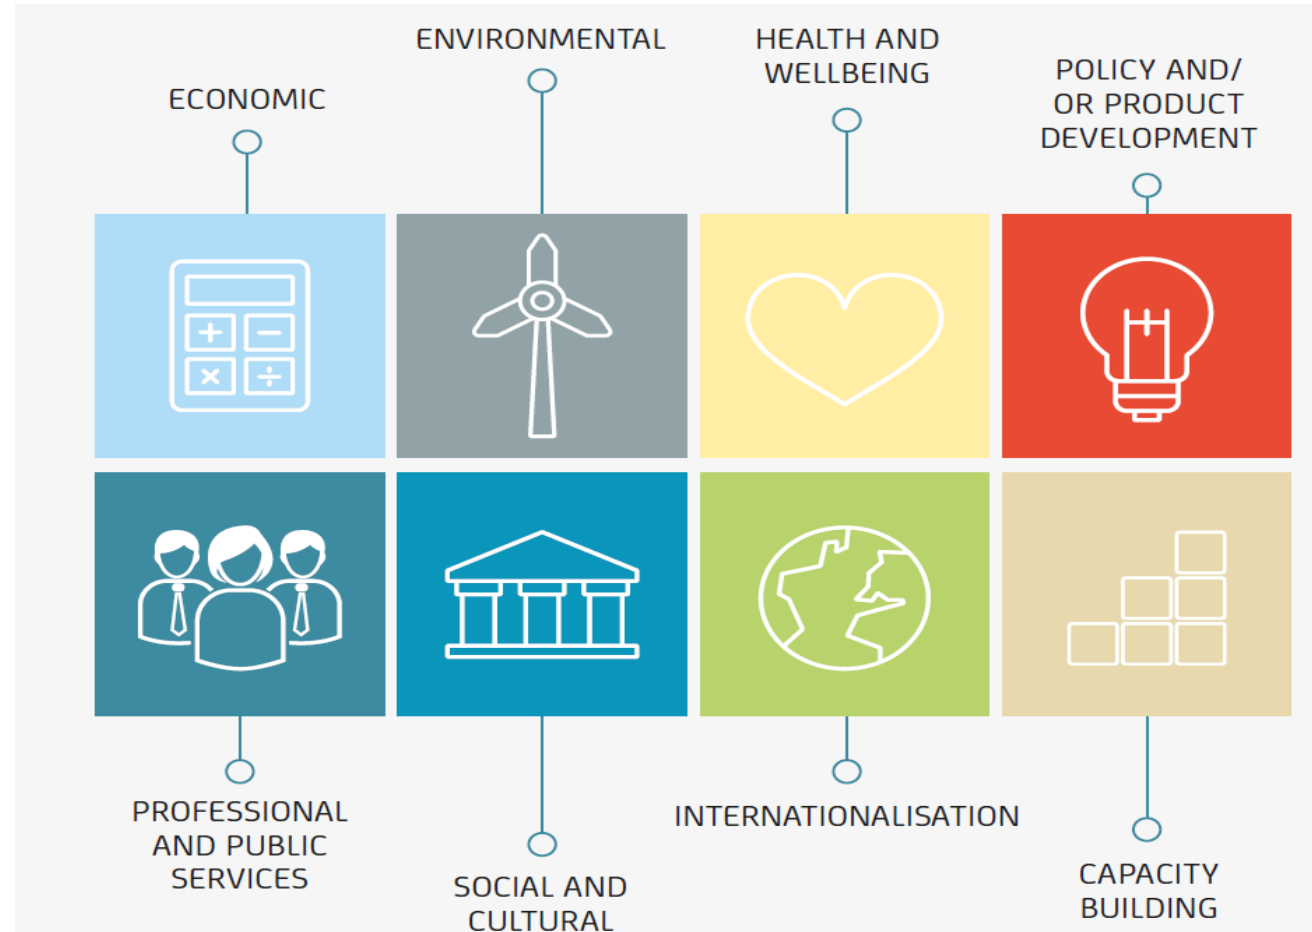 ECONOMIC
ENVIRONMENTAL
HEALTH AND
WELLBEING
POLICY AND/
OR PRODUCT
DEVELOPMENT
PROFESSIONAL
AND PUBLIC
SERVICES
SOCIAL AND
CULTURAL
INTERNATIONALISATION
CAPACITY
BUILDING